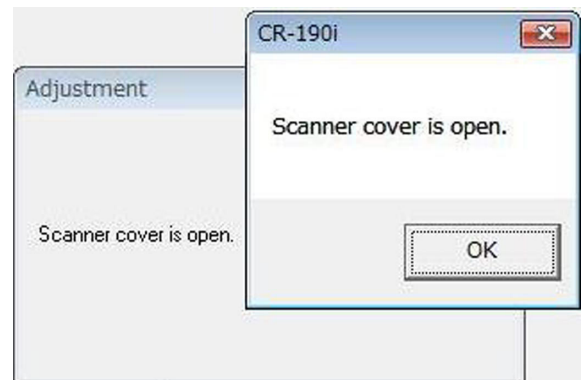 CR-190i
Adjustment
Scanner cover is open.
Scanner cover is open.
OK